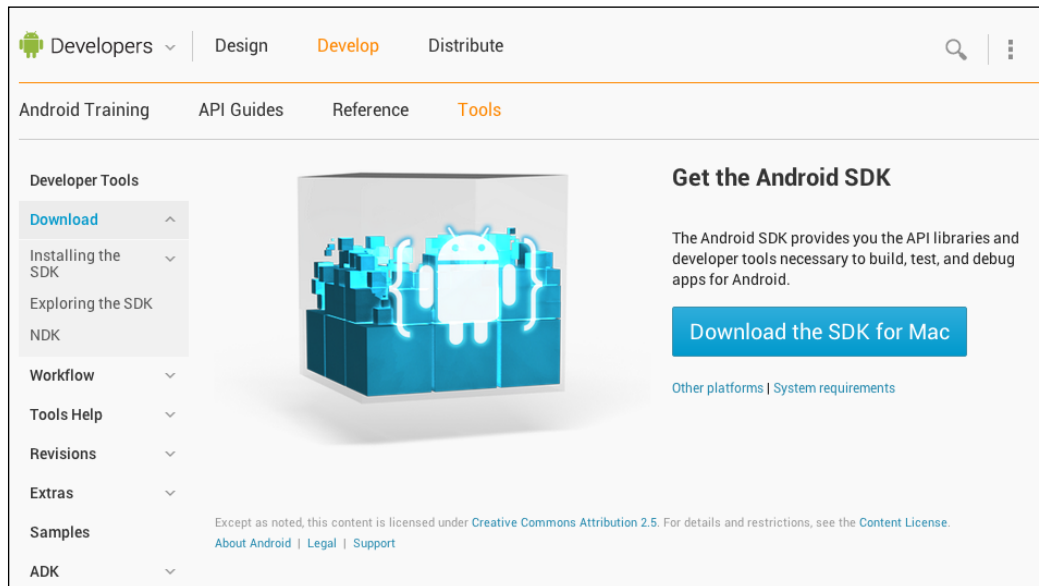 Developers
Design
Develop
Distribute
Android Training
API Guides
Reference
Tools
Developer Tools
Download
Installing the
SDK
Exploring the SDK
NDK
Workflow
Tools Help
Revisions
Extras
Samples
ADK
Get the Android SDK
The Android SDK provides you the API libraries and
developer tools necessary to build, test, and debug
apps for Android.
Download the SDK for Mac
Other platforms | System requirements
Except as noted, this content is licensed under Creative Commons Attribution 2.5. For details and restrictions, see the Content License.
About Android | Legal | Support